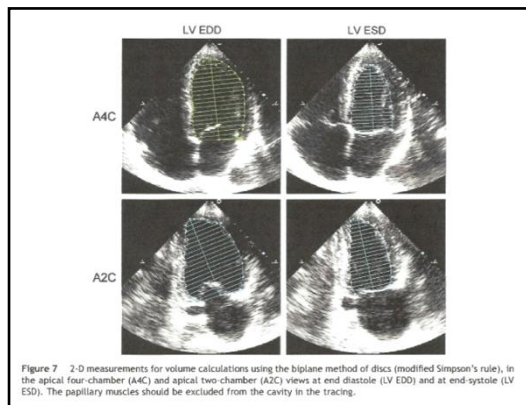 LV EDD LV ESD
A4C
A2C
Figure 7 2-D measurements for volume calculations using the biplane method of discs (modified Simpson's rule), in
the apical four-chamber (A4C) and apical two-chamber (A2C) views at end diastole (LV EDD) and at end-systole (LV
ESD). The papillary muscles should be excluded from the cavity in the tracing.